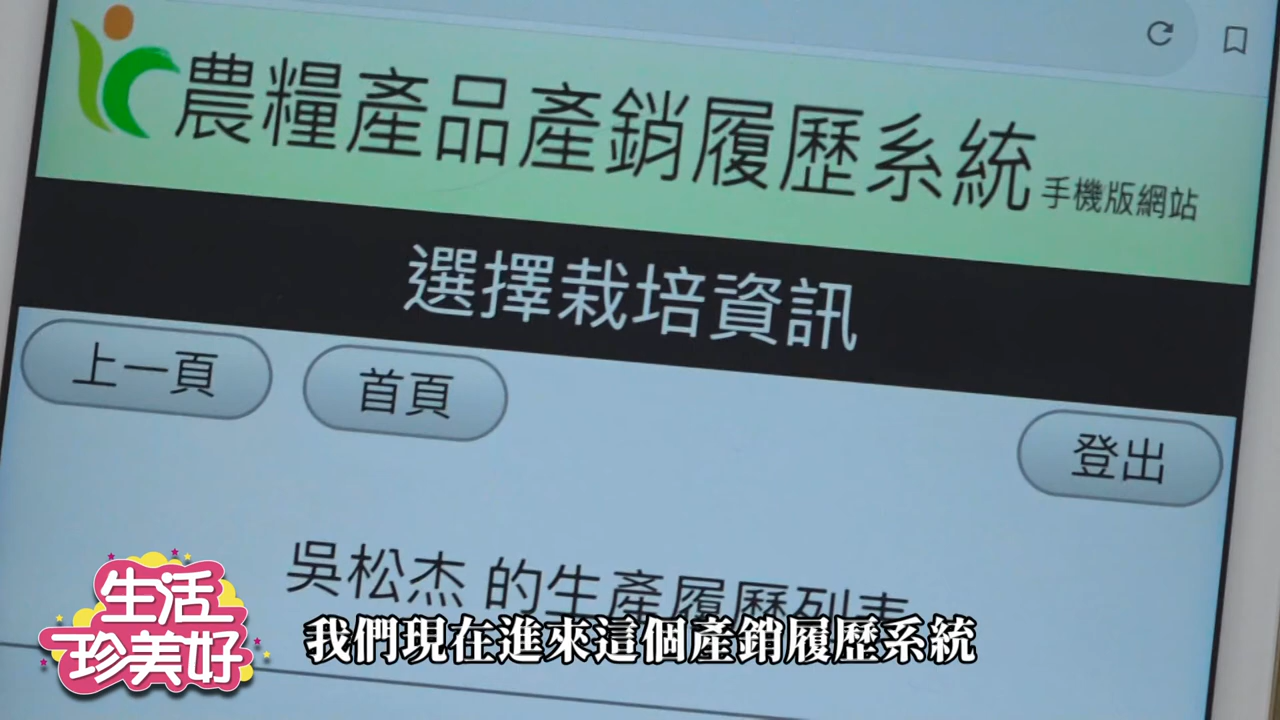 農糧產品產銷履歷系統 手機版網站
選擇栽培資訊
上一頁 首頁
登出
吳松杰 的生產履歷列表
我們現在進來這個產銷履歷系統
生活
珍美好